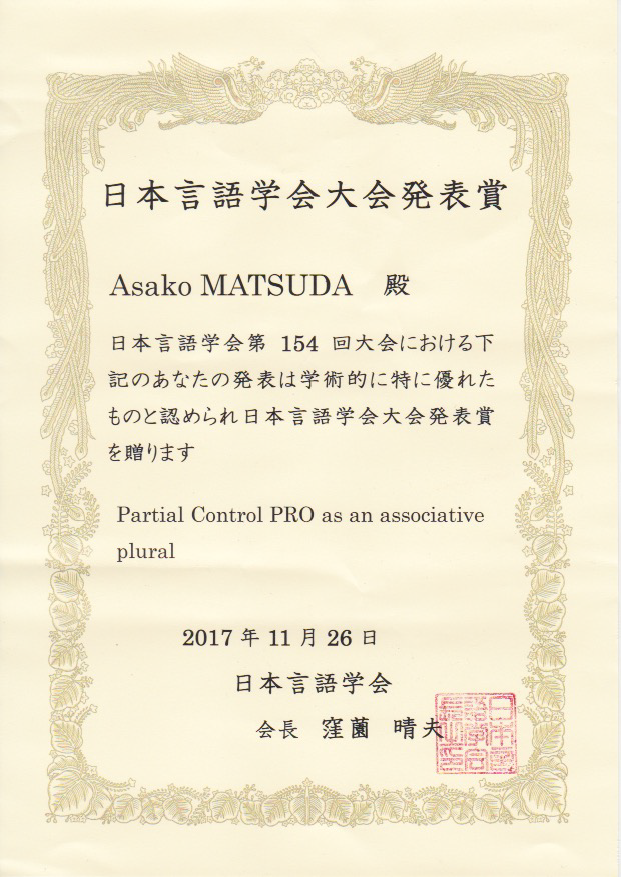 日本言語学会大会発表賞
Asako MATSUDA 殿
日本言語学会第 154 回大会における下
記のあなたの発表は学術的に特に優れた
ものと認められ日本言語学会大会発表賞
を贈ります
Partial Control PRO as an associative
plural
2017 年 11 月 26 日
日本言語学会
会長 窪薗 晴夫